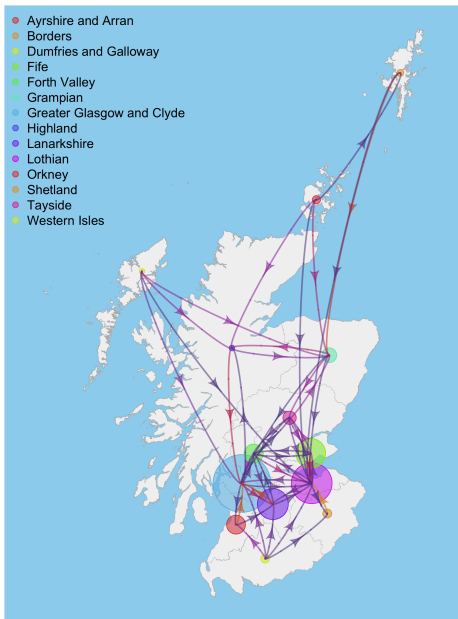 Ayrshire and Arran
Borders
Dumfries and Galloway
Fife
Forth Valley
Grampian
Greater Glasgow and Clyde
Highland
Lanarkshire
Lothian
Orkney
Shetland
Tayside
Western Isles